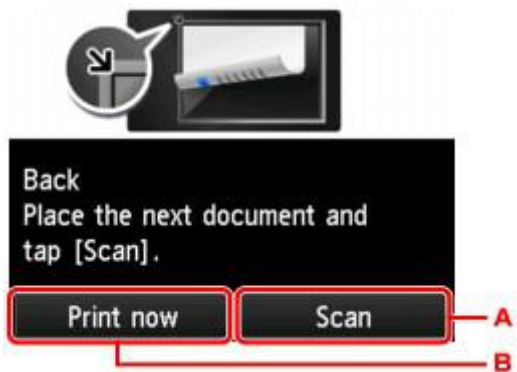 Back
Place the next document and
tap [Scan].
Print now Scan A
B